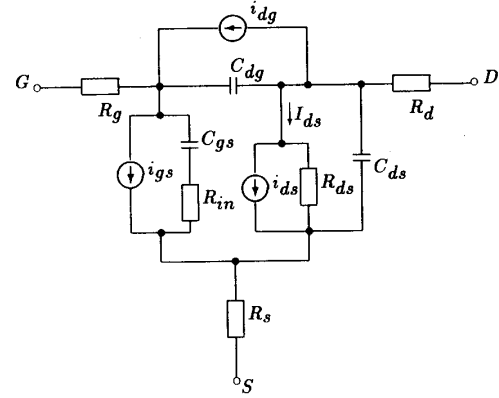 i_dg
G
C_dg
D
R_g
I_ds
R_d
C_gs
i_gs
R_in
i_ds
R_ds
C_ds
R_s
S